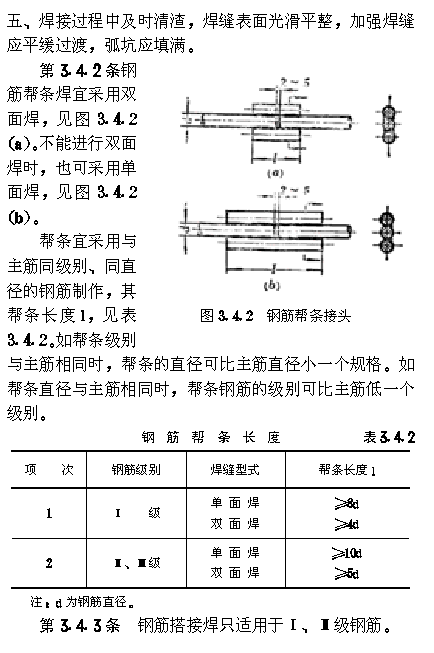 五、焊接过程中及时清渣，焊缝表面光滑平整，加强焊缝
应平缓过渡，弧坑应填满。
第3.4.2条钢
筋帮条焊宜采用双
面焊，见图3.4.2
(a)。不能进行双面
焊时，也可采用单
面焊，见图3.4.2
(b)。
帮条宜采用与
主筋同级别、同直
径的钢筋制作，其
帮条长度l，见表
3.4.2。如帮条级别
2～5
l
(a)
2～5
l
(b)
图3.4.2 钢筋帮条接头
与主筋相同时，帮条的直径可比主筋直径小一个规格。如
帮条直径与主筋相同时，帮条钢筋的级别可比主筋低一个
级别。
钢筋帮条长度 表3.4.2
项 次 钢筋级别 焊缝型式 帮条长度l
1 Ⅰ 级 单面焊 ≥8d
双面焊 ≥4d
2 Ⅱ、Ⅲ级 单面焊 ≥10d
双面焊 ≥5d
注：d为钢筋直径。
第3.4.3条 钢筋搭接焊只适用于Ⅰ、Ⅱ级钢筋。